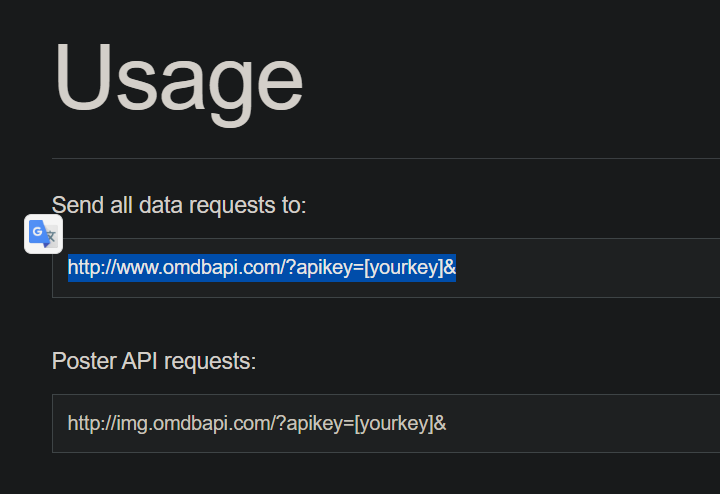 Usage
Send all data requests to:
http://www.omdbapi.com/?apikey=[yourkey]&
Poster API requests:
http://img.omdbapi.com/?apikey=[yourkey]&